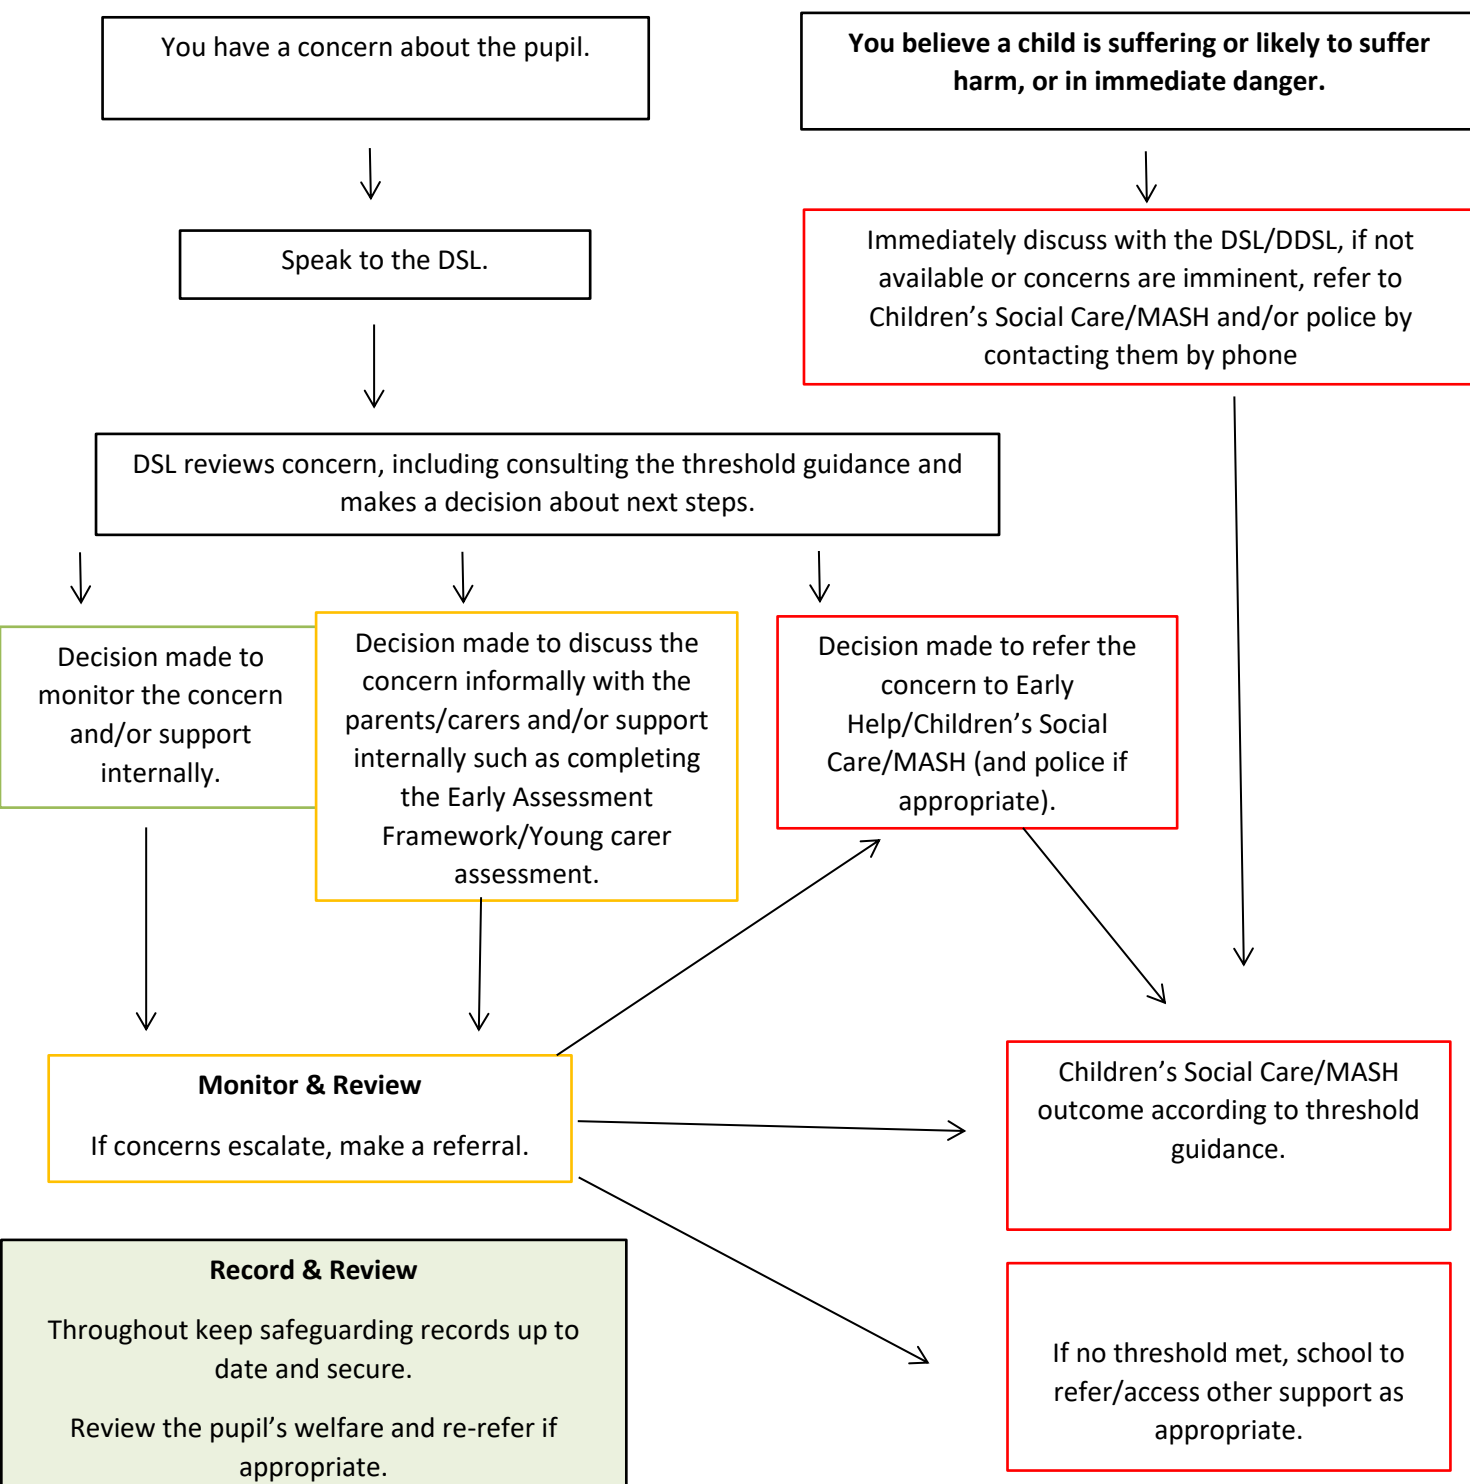 You have a concern about the pupil.
You believe a child is suffering or likely to suffer
harm, or in immediate danger.
Speak to the DSL.
Immediately discuss with the DSL/DDSL, if not
available or concerns are imminent, refer to
Children’s Social Care/MASH and/or police by
contacting them by phone
DSL reviews concern, including consulting the threshold guidance and
makes a decision about next steps.
Decision made to
monitor the concern
and/or support
internally.
Decision made to discuss the
concern informally with the
parents/carers and/or support
internally such as completing
the Early Assessment
Framework/Young carer
assessment.
Decision made to refer the
concern to Early
Help/Children’s Social
Care/MASH (and police if
appropriate).
Monitor & Review
If concerns escalate, make a referral.
Children’s Social Care/MASH
outcome according to threshold
guidance.
Record & Review
Throughout keep safeguarding records up to
date and secure.
Review the pupil’s welfare and re-refer if
appropriate.
If no threshold met, school to
refer/access other support as
appropriate.